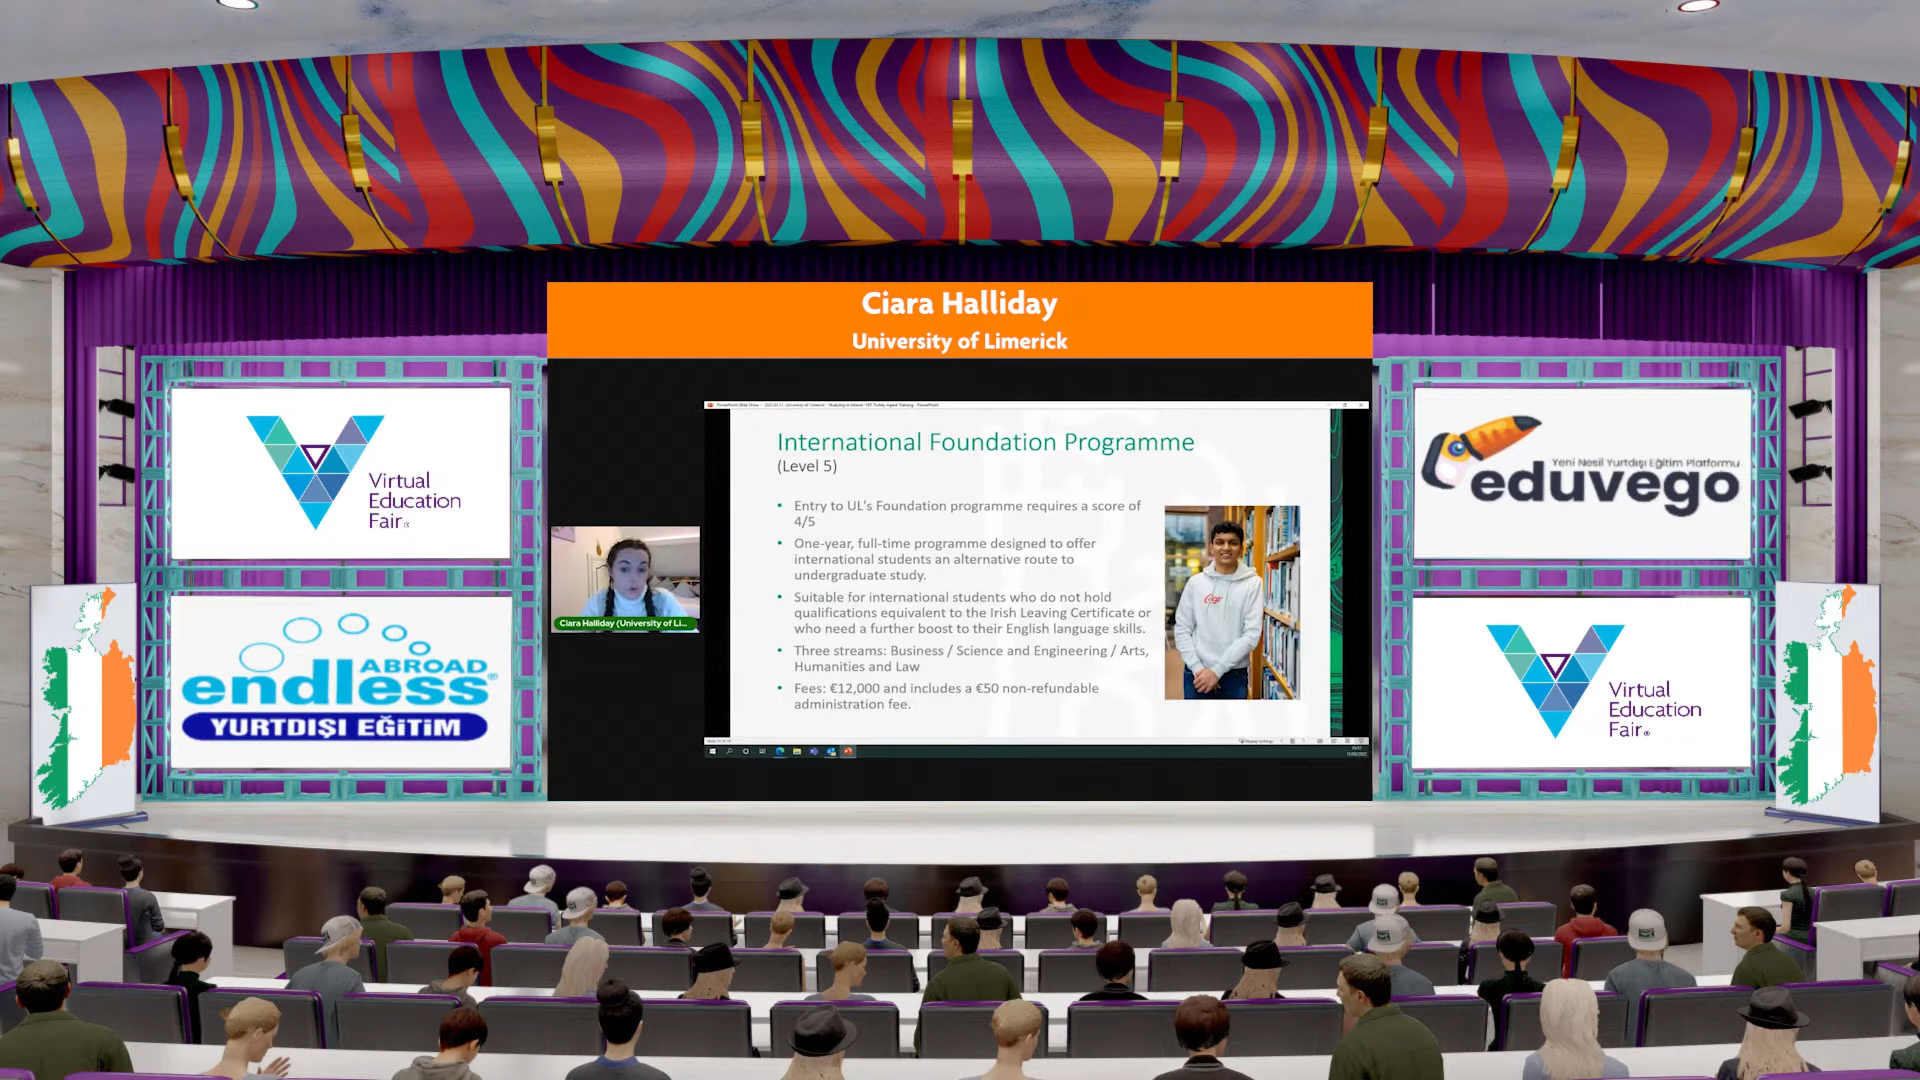 Ciara Halliday
University of Limerick
Virtual
Education
Fair
ABROAD
endless
YURTDIŞI EĞİTİM
Ciara Halliday (University of Li...
International Foundation Programme
(Level 5)
• Entry to UL's Foundation programme requires a score of
4/5
• One-year, full-time programme designed to offer
international students an alternative route to
undergraduate study.
• Suitable for international students who do not hold
qualifications equivalent to the Irish Leaving Certificate or
who need a further boost to their English language skills.
• Three streams: Business / Science and Engineering / Arts,
Humanities and Law
• Fees: €12,000 and includes a €50 non-refundable
administration fee.
Yeni Nesil Yurtdışı Eğitim Platformu
eduvego
Virtual
Education
Fair